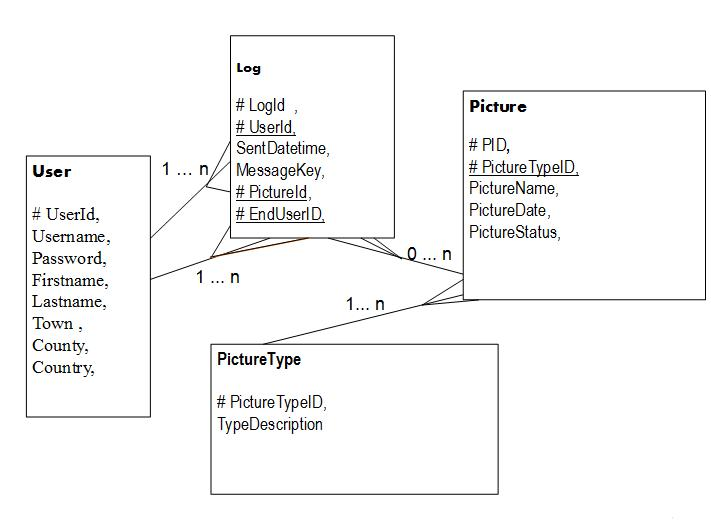 Log
# LogId ,
# UserId,
SentDatetime,
MessageKey,
# PictureId,
# EndUserID,
Picture
# PID,
# PictureTypeID,
PictureName,
PictureDate,
PictureStatus,
User
# UserId,
Username,
Password,
Firstname,
Lastname,
Town ,
County,
Country,
1 ... n
1 ... n
0 ... n
1... n
PictureType
# PictureTypeID,
TypeDescription